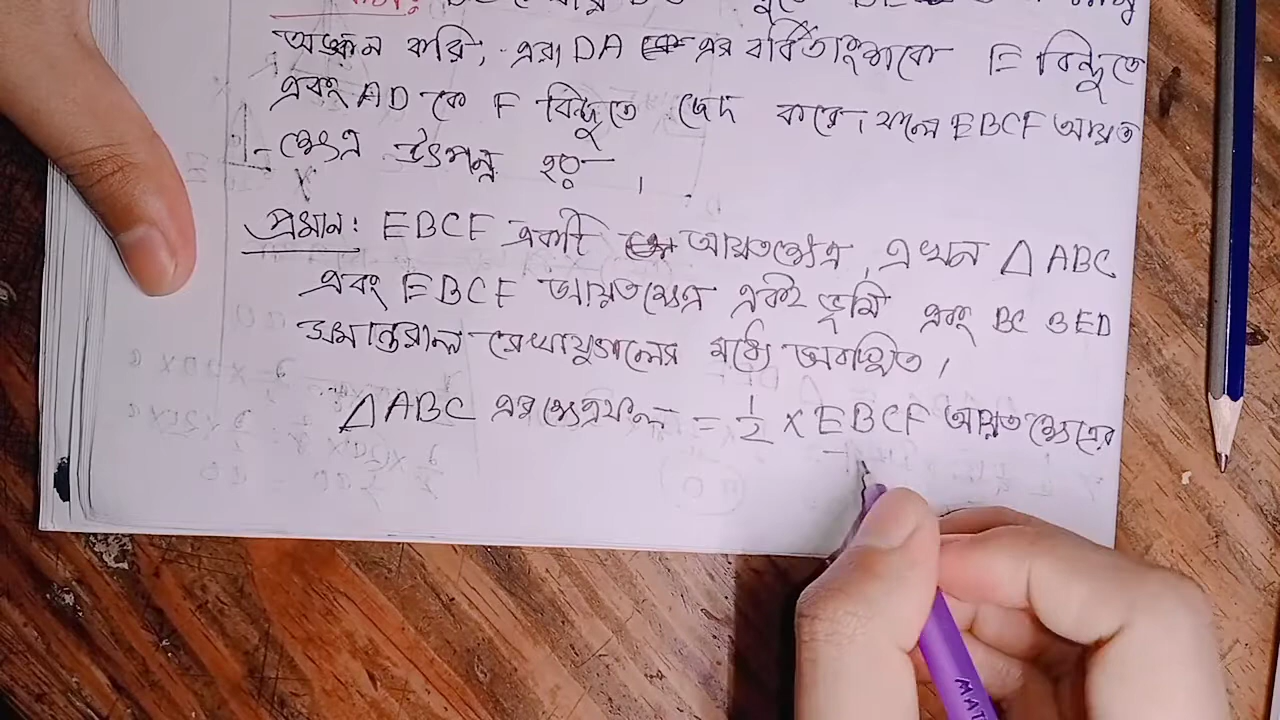 অঙ্কন করি, এরা DA এর বর্ধিতাংশকে E বিন্দুতে
এবং AD কে F বিন্দুতে ছেদ করে। ফলে EBCF আয়ত
ক্ষেত্র উৎপন্ন হয়।
প্রমান: EBCF একটি আয়তক্ষেত্র, এখন △ ABC
এবং EBCF আয়তক্ষেত্র একই ভূমি এবং BC ও ED
সমান্তরাল রেখাযুগলের মধ্যে অবস্থিত।
△ ABC এর ক্ষেত্রফল = 1/2 × EBCF আয়তক্ষেত্রের
MAT